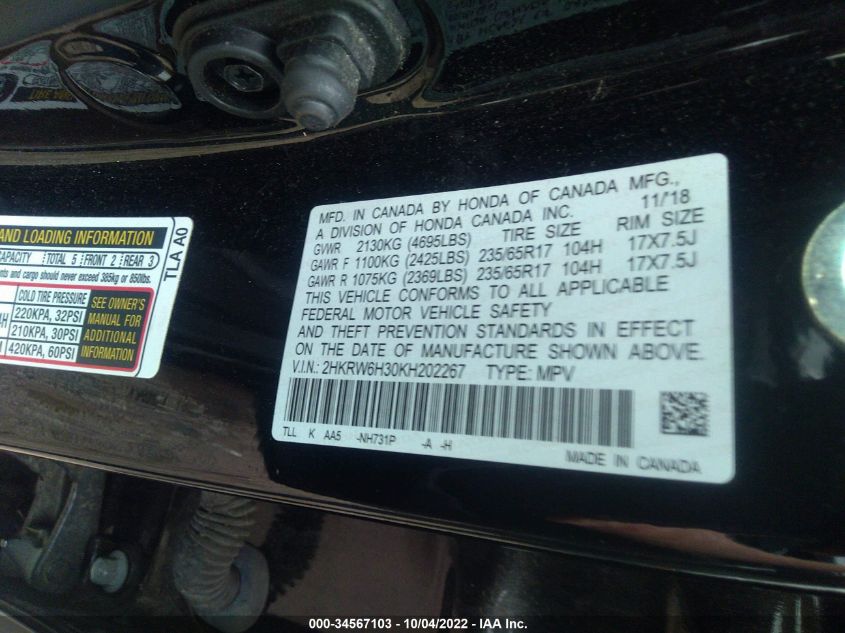 MFD. IN CANADA BY HONDA OF CANADA MFG.,
A DIVISION OF HONDA CANADA INC. 11/18
GVWR 2130KG (4695LBS) TIRE SIZE RIM SIZE
GAWR F 1100KG (2425LBS) 235/65R17 104H 17X7.5J
GAWR R 1075KG (2369LBS) 235/65R17 104H 17X7.5J
THIS VEHICLE CONFORMS TO ALL APPLICABLE
FEDERAL MOTOR VEHICLE SAFETY
AND THEFT PREVENTION STANDARDS IN EFFECT
ON THE DATE OF MANUFACTURE SHOWN ABOVE.
V.I.N.: 2HKRW6H30KH202267 TYPE: MPV
TLL K AA5 -NH731P -A -H
MADE IN CANADA
AND LOADING INFORMATION
TLA A0
TOTAL 5 FRONT 2 REAR 3
and cargo should never exceed 385kg or 850lbs.
COLD TIRE PRESSURE
220KPA, 32PSI
210KPA, 30PSI
420KPA, 60PSI
SEE OWNER'S
MANUAL FOR
ADDITIONAL
INFORMATION
000-34567103 - 10/04/2022 - IAA Inc.